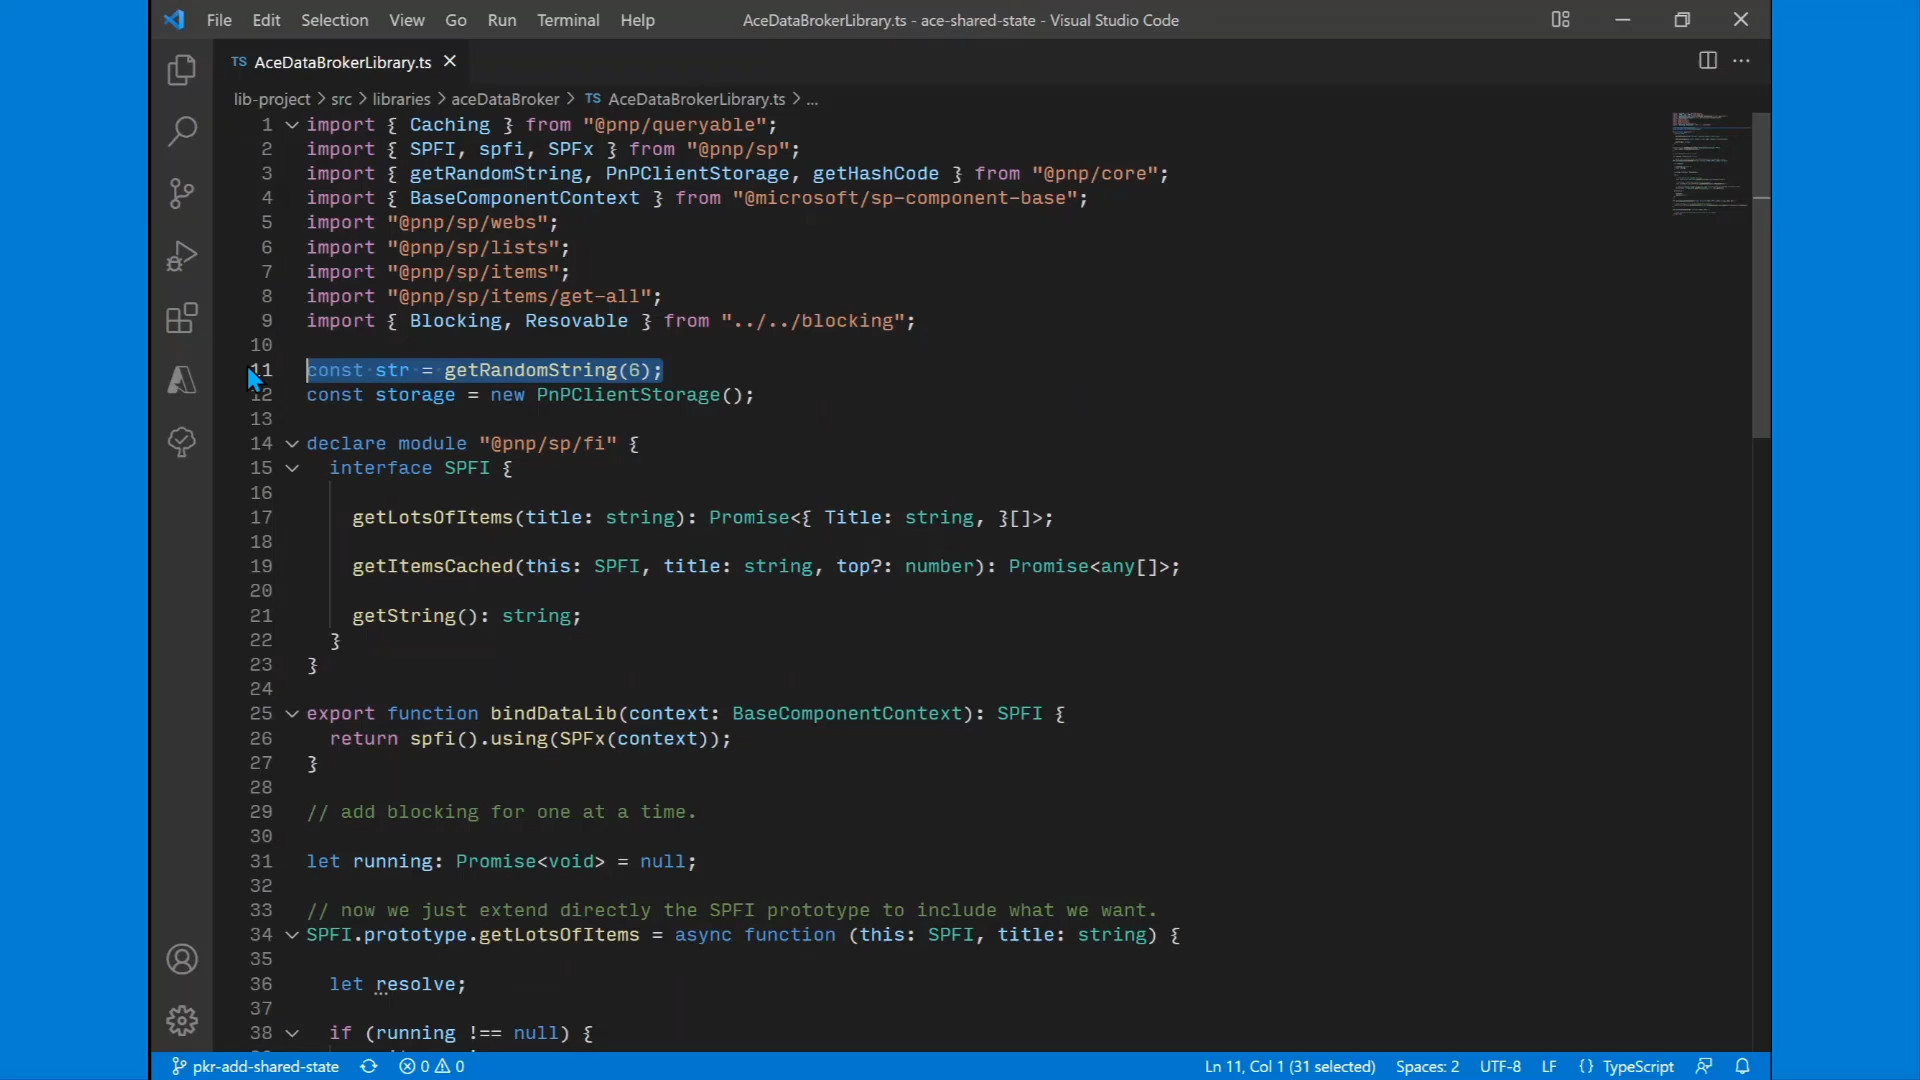 File Edit Selection View Go Run Terminal Help AceDataBrokerLibrary.ts - ace-shared-state - Visual Studio Code
TS AceDataBrokerLibrary.ts
lib-project > src > libraries > aceDataBroker > TS AceDataBrokerLibrary.ts > ...
1 import { Caching } from "@pnp/queryable";
2 import { SPFI, spfi, SPFx } from "@pnp/sp";
3 import { getRandomString, PnPClientStorage, getHashCode } from "@pnp/core";
4 import { BaseComponentContext } from "@microsoft/sp-component-base";
5 import "@pnp/sp/webs";
6 import "@pnp/sp/lists";
7 import "@pnp/sp/items";
8 import "@pnp/sp/items/get-all";
9 import { Blocking, Resovable } from "../../blocking";
10
11 const str = getRandomString(6);
12 const storage = new PnPClientStorage();
13
14 declare module "@pnp/sp/fi" {
15 interface SPFI {
16
17 getLotsOfItems(title: string): Promise<{ Title: string, }[]>;
18
19 getItemsCached(this: SPFI, title: string, top?: number): Promise<any[]>;
20
21 getString(): string;
22 }
23 }
24
25 export function bindDataLib(context: BaseComponentContext): SPFI {
26 return spfi().using(SPFx(context));
27 }
28
29 // add blocking for one at a time.
30
31 let running: Promise<void> = null;
32
33 // now we just extend directly the SPFI prototype to include what we want.
34 SPFI.prototype.getLotsOfItems = async function (this: SPFI, title: string) {
35
36 let resolve;
37
38 if (running !== null) {
pkr-add-shared-state 0 0 Ln 11, Col 1 (31 selected) Spaces: 2 UTF-8 LF {} TypeScript